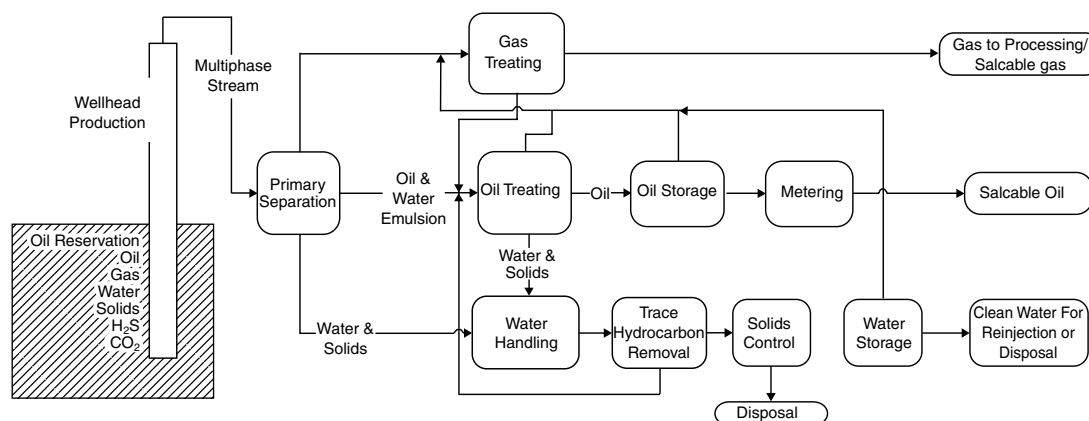 Wellhead
Production
Multiphase
Stream
Gas
Treating
Gas to Processing/
Salcable gas
Primary
Separation
Oil &
Water
Emulsion
Oil Treating
Oil
Oil Storage
Metering
Salcable Oil
Oil Reservation
Oil
Gas
Water
Solids
H₂S
CO₂
Water &
Solids
Water &
Solids
Water
Handling
Trace
Hydrocarbon
Removal
Solids
Control
Water
Storage
Clean Water For
Reinjection or
Disposal
Disposal